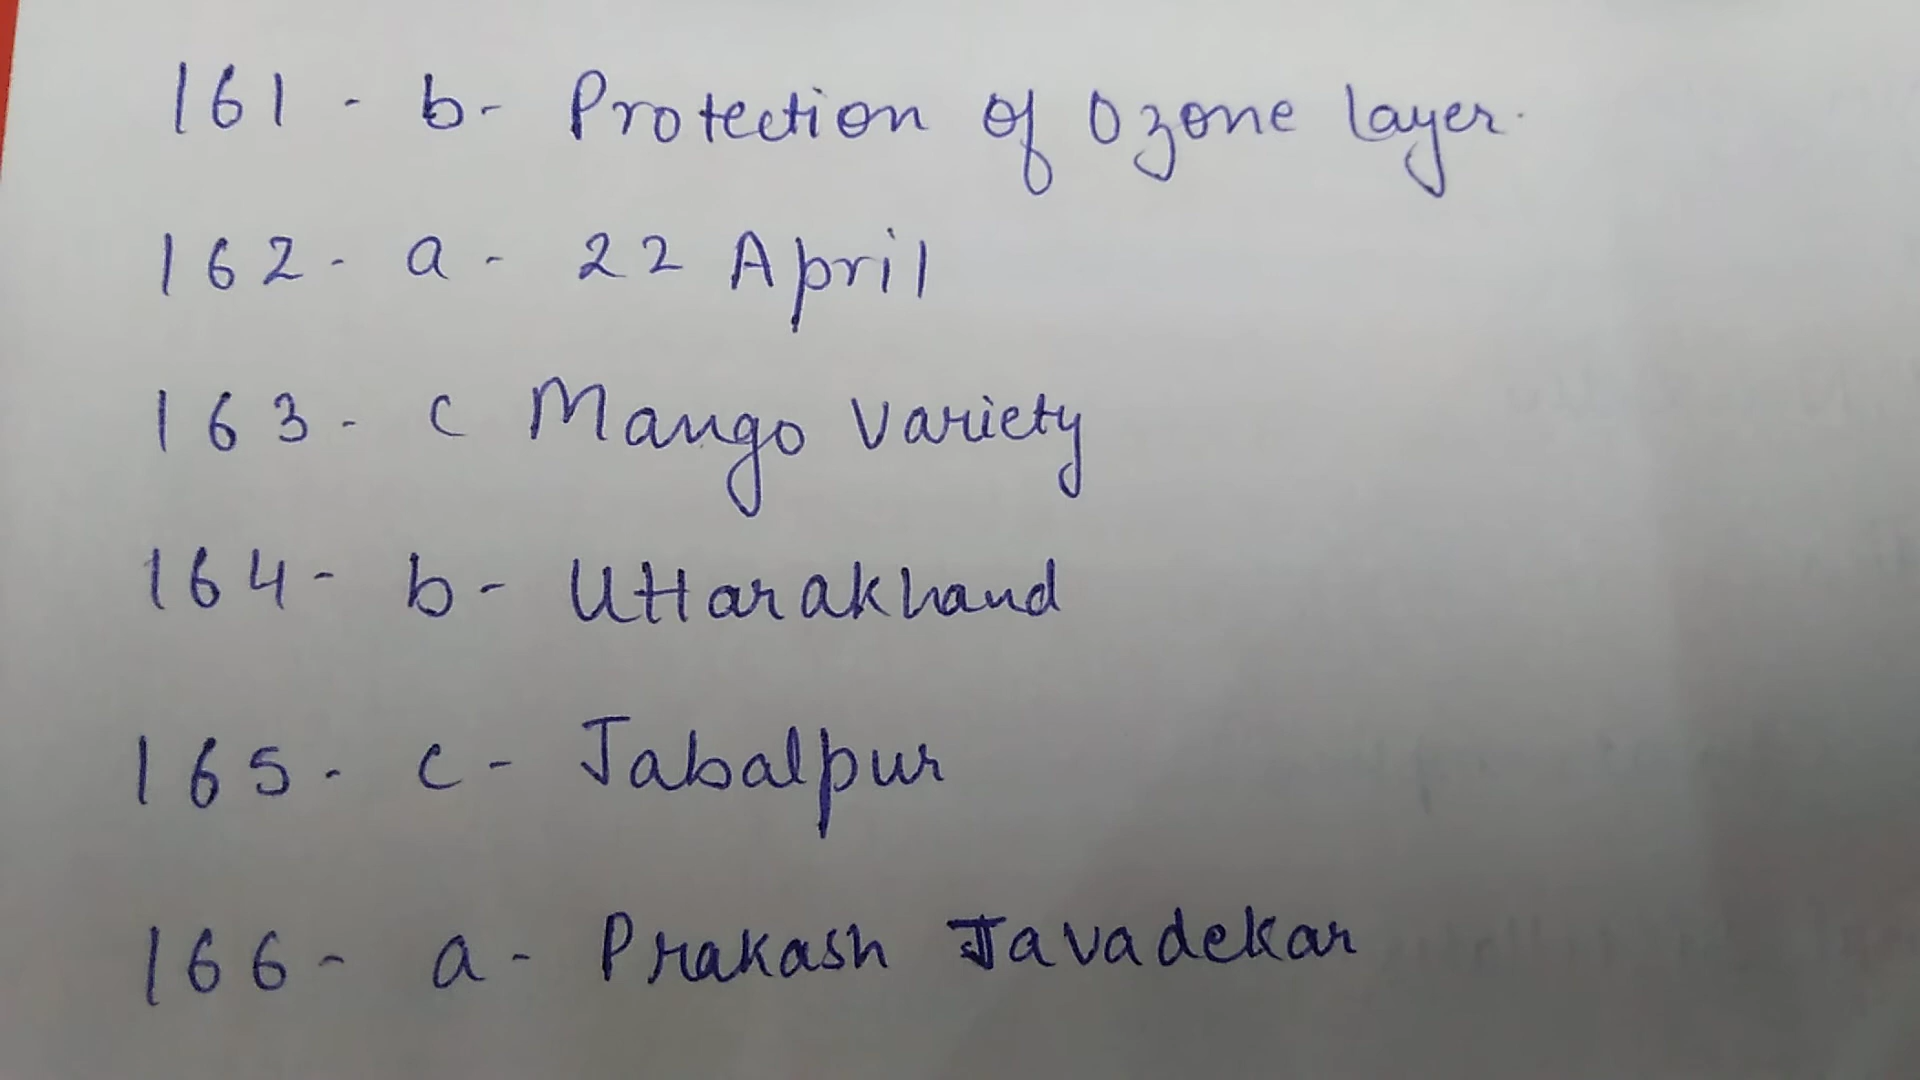 161 - b - Protection of Ozone layer.
162 - a - 22 April
163 - c Mango Variety
164 - b - Uttarakhand
165 - c - Jabalpur
166 - a - Prakash Javadekar